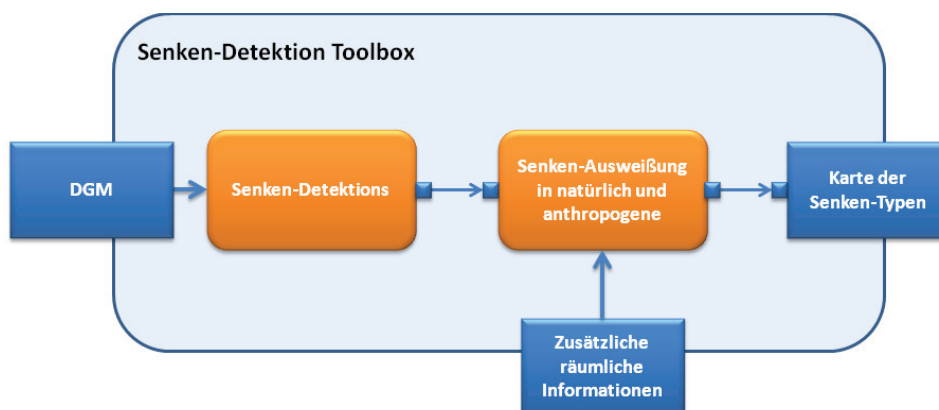 Senken-Detektion Toolbox
DGM
Senken-Detektions
Senken-Ausweißung
in natürlich und
anthropogene
Karte der
Senken-Typen
Zusätzliche
räumliche
Informationen